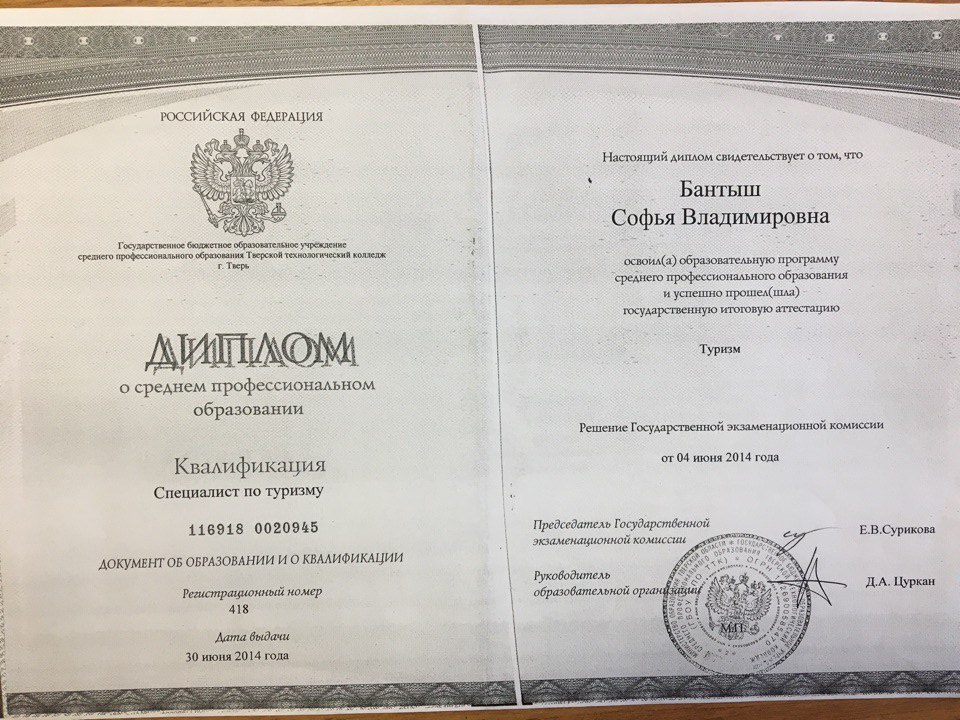 РОССИЙСКАЯ ФЕДЕРАЦИЯ
Государственное бюджетное образовательное учреждение
среднего профессионального образования Тверской технологический колледж
г. Тверь
ДИПЛОМ
о среднем профессиональном
образовании
Квалификация
Специалист по туризму
116918 0020945
ДОКУМЕНТ ОБ ОБРАЗОВАНИИ И О КВАЛИФИКАЦИИ
Регистрационный номер
418
Дата выдачи
30 июня 2014 года
Настоящий диплом свидетельствует о том, что
Бантыш
Софья Владимировна
освоил(а) образовательную программу
среднего профессионального образования
и успешно прошел(шла)
государственную итоговую аттестацию
Туризм
Решение Государственной экзаменационной комиссии
от 04 июня 2014 года
Председатель Государственной
экзаменационной комиссии
Е.В.Сурикова
Руководитель
образовательной организации
Д.А. Цуркан
М.П.